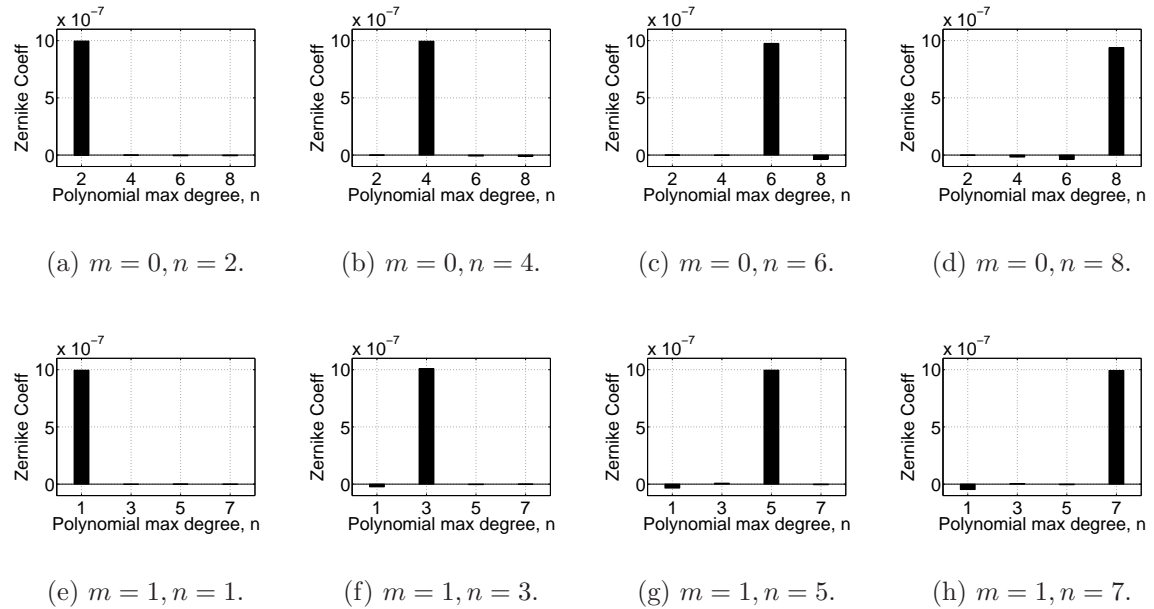 x 10⁻⁷ x 10⁻⁷ x 10⁻⁷ x 10⁻⁷
Zernike Coeff Zernike Coeff Zernike Coeff Zernike Coeff
10 10 10 10
5 5 5 5
0 0 0 0
2 4 6 8 2 4 6 8 2 4 6 8 2 4 6 8
Polynomial max degree, n Polynomial max degree, n Polynomial max degree, n Polynomial max degree, n
(a) m = 0, n = 2. (b) m = 0, n = 4. (c) m = 0, n = 6. (d) m = 0, n = 8.
x 10⁻⁷ x 10⁻⁷ x 10⁻⁷ x 10⁻⁷
Zernike Coeff Zernike Coeff Zernike Coeff Zernike Coeff
10 10 10 10
5 5 5 5
0 0 0 0
1 3 5 7 1 3 5 7 1 3 5 7 1 3 5 7
Polynomial max degree, n Polynomial max degree, n Polynomial max degree, n Polynomial max degree, n
(e) m = 1, n = 1. (f) m = 1, n = 3. (g) m = 1, n = 5. (h) m = 1, n = 7.